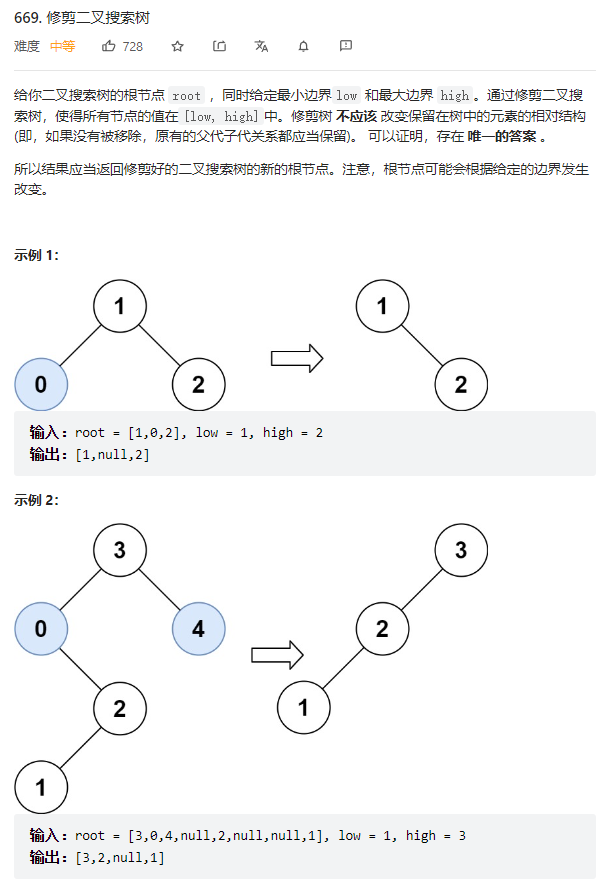 669. 修剪二叉搜索树
难度 中等 728
给你二叉搜索树的根节点 root ，同时给定最小边界 low 和最大边界 high 。通过修剪二叉搜
索树，使得所有节点的值在 [low, high] 中。修剪树 不应该 改变保留在树中的元素的相对结构
(即，如果没有被移除，原有的父代子代关系都应当保留)。 可以证明，存在 唯一的答案 。
所以结果应当返回修剪好的二叉搜索树的新的根节点。注意，根节点可能会根据给定的边界发生
改变。
示例 1：
1 1
0 2 2
输入：root = [1,0,2], low = 1, high = 2
输出：[1,null,2]
示例 2：
3 3
0 4 2
2 1
1
输入：root = [3,0,4,null,2,null,null,1], low = 1, high = 3
输出：[3,2,null,1]